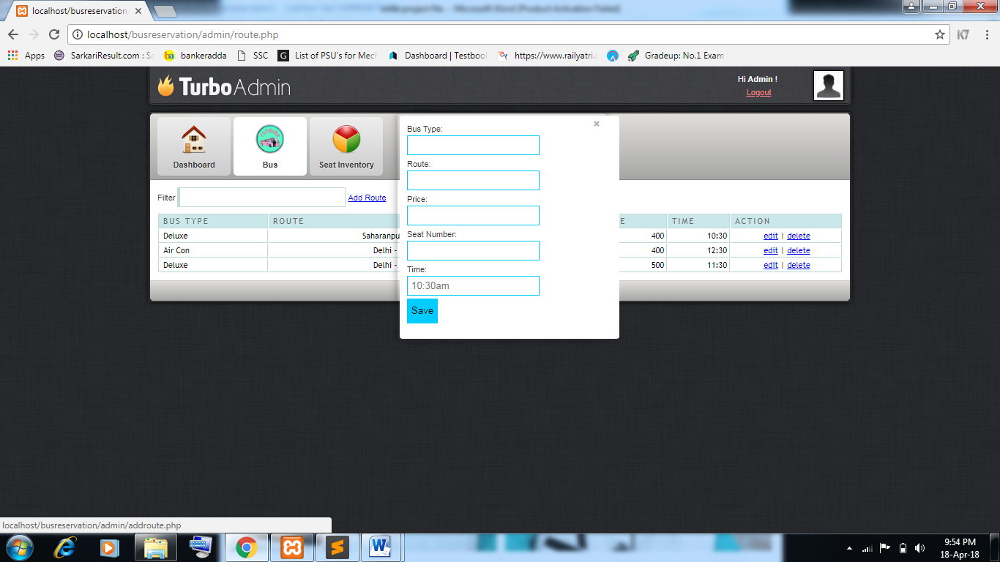 localhost/busreservation
localhost/busreservation/admin/route.php
K7
Apps
SarkariResult.com : Sa
ba bankeradda
SSC
G List of PSU's for Mech
Dashboard | Testbook
https://www.railyatri.i
Gradeup: No.1 Exam
TurboAdmin
Hi Admin !
Logout
Dashboard
Bus
Seat Inventory
Filter
Add Route
BUS TYPE ROUTE E TIME ACTION
Deluxe Saharanpu 400 10:30 edit | delete
Air Con Delhi - 400 12:30 edit | delete
Deluxe Delhi - 500 11:30 edit | delete
×
Bus Type:
Route:
Price:
Seat Number:
Time:
10:30am
Save
localhost/busreservation/admin/addroute.php
9:54 PM
18-Apr-18